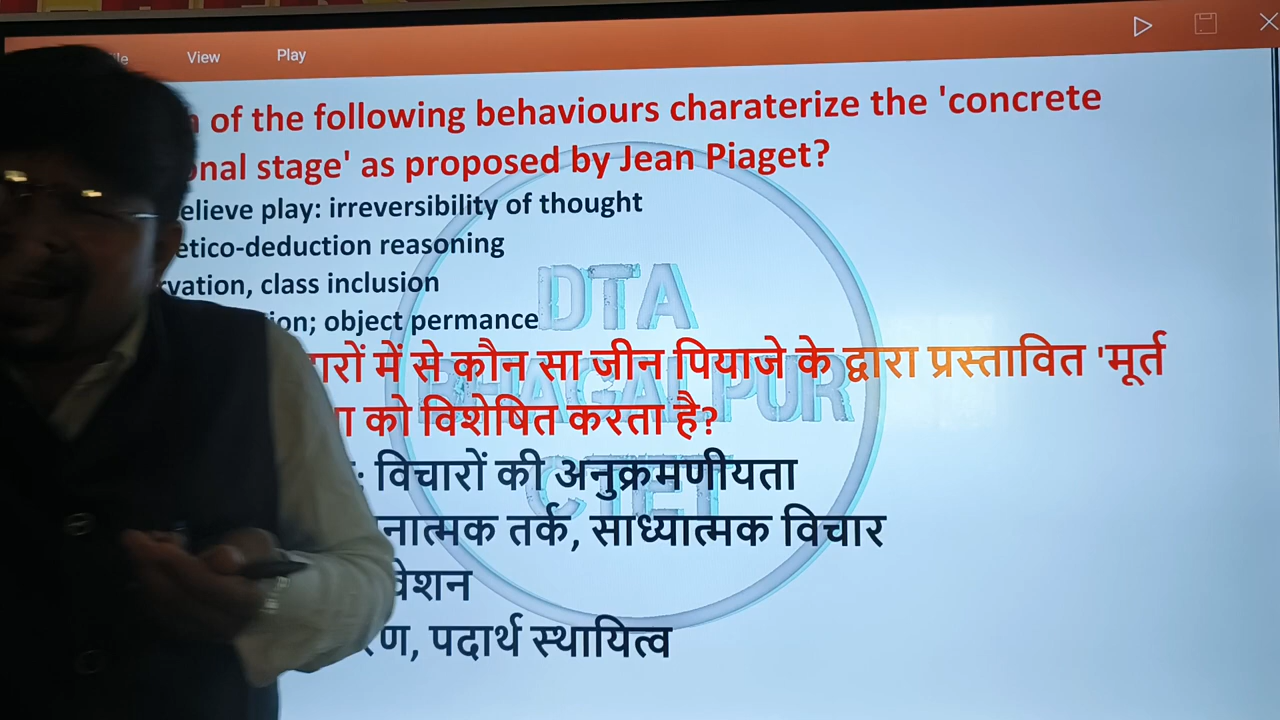 View Play
of the following behaviours charaterize the 'concrete
onal stage' as proposed by Jean Piaget?
elieve play: irreversibility of thought
etico-deduction reasoning
rvation, class inclusion
ion; object permance
DTA
रों में से कौन सा जीन पियाजे के द्वारा प्रस्तावित 'मूर्त
BHAGALPUR
को विशेषित करता है?
: विचारों की अनुक्रमणीयता
CTET
नात्मक तर्क, साध्यात्मक विचार
वेशन
रण, पदार्थ स्थायित्व